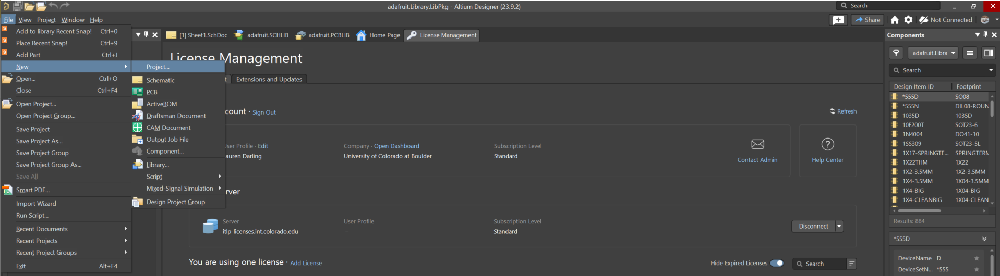 adafruit.Library.LibPkg - Altium Designer (23.9.2)
Search
File View Project Window Help
Share
Not Connected
Add to library Recent Snap! Ctrl+0
Place Recent Snap! Ctrl+9
Add Part Ctrl+J
New
Open... Ctrl+O
Close Ctrl+F4
Open Project...
Open Project Group...
Save Project
Save Project As...
Save Project Group
Save Project Group As...
Save All
Smart PDF...
Import Wizard
Run Script...
Recent Documents
Recent Projects
Recent Project Groups
Exit Alt+F4
Project...
Schematic
PCB
ActiveBOM
Draftsman Document
CAM Document
Output Job File
Component...
Library...
Script
Mixed-Signal Simulation
Design Project Group
[1] Sheet1.SchDoc adafruit.SCHLIB adafruit.PCBLIB Home Page License Management
License Management
Extensions and Updates
count · Sign Out
Refresh
User Profile · Edit
auren Darling
Company · Open Dashboard
University of Colorado at Boulder
Subscription Level
Standard
Contact Admin
Help Center
rver
Server
itlp-licenses.int.colorado.edu
User Profile
–
Subscription Level
Standard
Disconnect
You are using one license · Add License
Hide Expired Licenses
Search
Components
adafruit.Libra
Search
Design Item ID Footprint
*555D SO08
*555N DIL08-ROUN
1035D 1035D
10F200T SOT23-6
1N4004 DO41-10
1SS309 SOT23-5L
1X17-SPRINGTE... SPRINGTERM
1X22THM 1X22
1X2-3.5MM 1X2-3.5MM
1X4-3.5MM 1X04-3.5MM
1X4-BIG 1X04-BIG
1X4-CLEANBIG 1X04-CLEAN
Results: 884
*555D
DeviceName D
DeviceSetN... *555